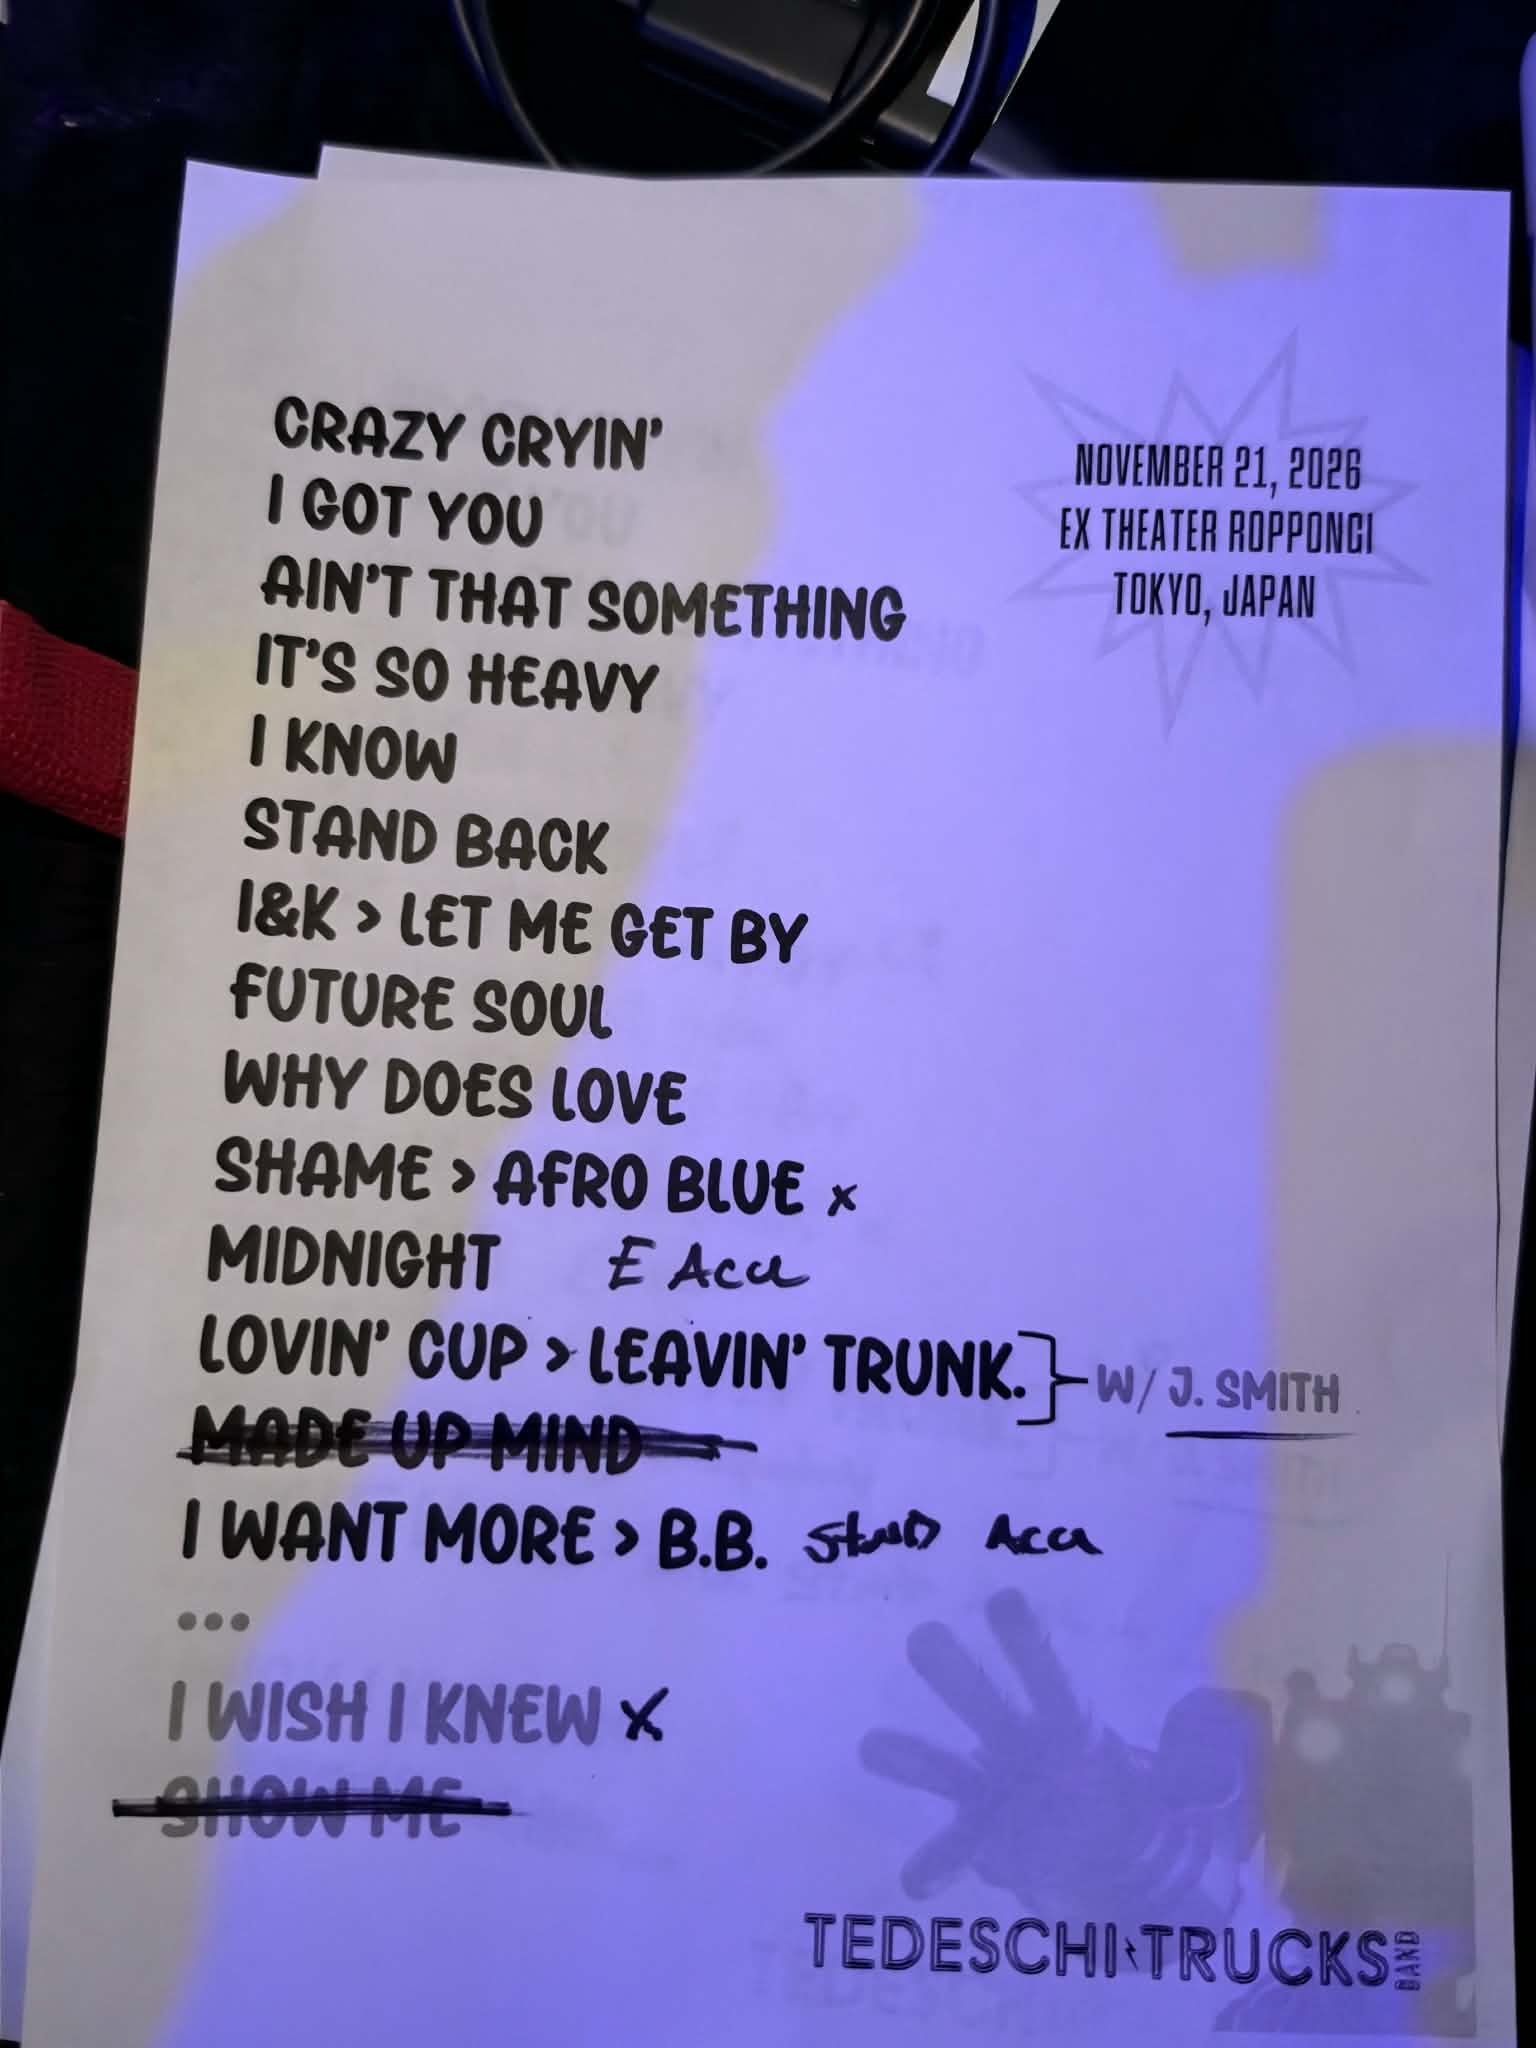 CRAZY CRYIN'
I GOT YOU
AIN'T THAT SOMETHING
IT'S SO HEAVY
I KNOW
STAND BACK
I&K > LET ME GET BY
FUTURE SOUL
WHY DOES LOVE
SHAME > AFRO BLUE x
MIDNIGHT E Acu
LOVIN' CUP > LEAVIN' TRUNK. W/ J. SMITH
MADE UP MIND
I WANT MORE > B.B. Acu
...
I WISH I KNEW X
SHOW ME
NOVEMBER 21, 2026
EX THEATER ROPPONGI
TOKYO, JAPAN
TEDESCHI TRUCKS BAND